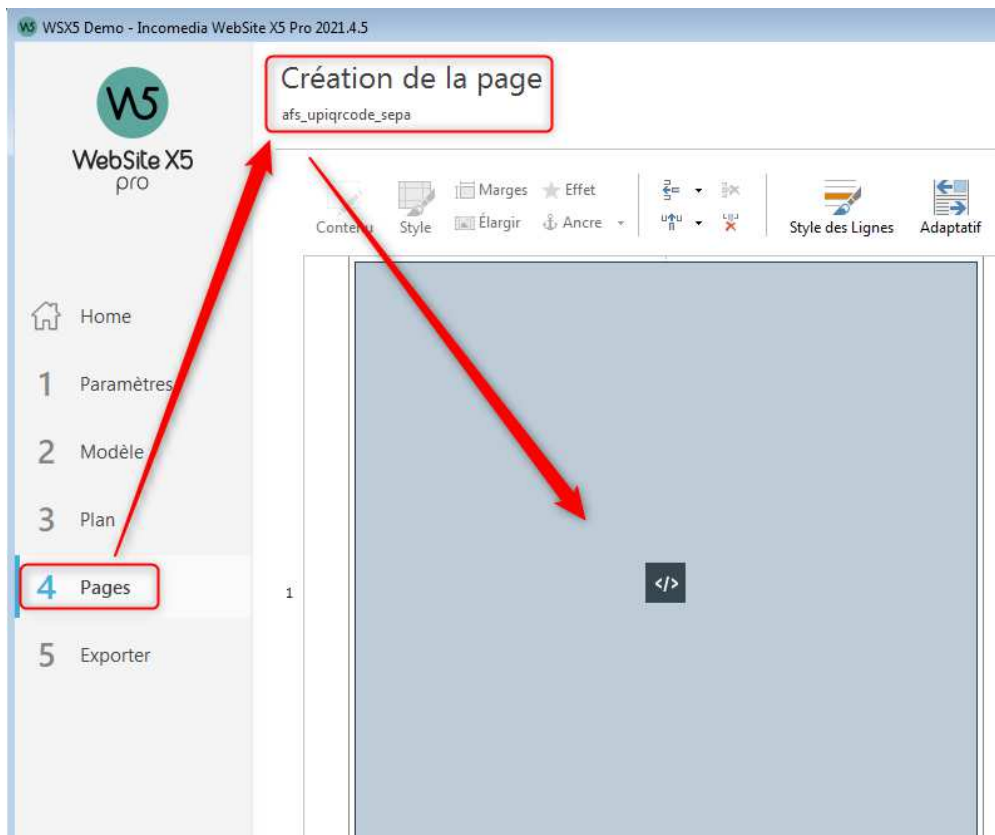 WSX5 Demo - Incomedia WebSite X5 Pro 2021.4.5
W5
WebSite X5
pro
Création de la page
afs_upiqrcode_sepa
Contenu
Style
Marges
Effet
Élargir
Ancre
Style des Lignes
Adaptatif
Home
1 Paramètres
2 Modèle
3 Plan
4 Pages
5 Exporter
1
</>